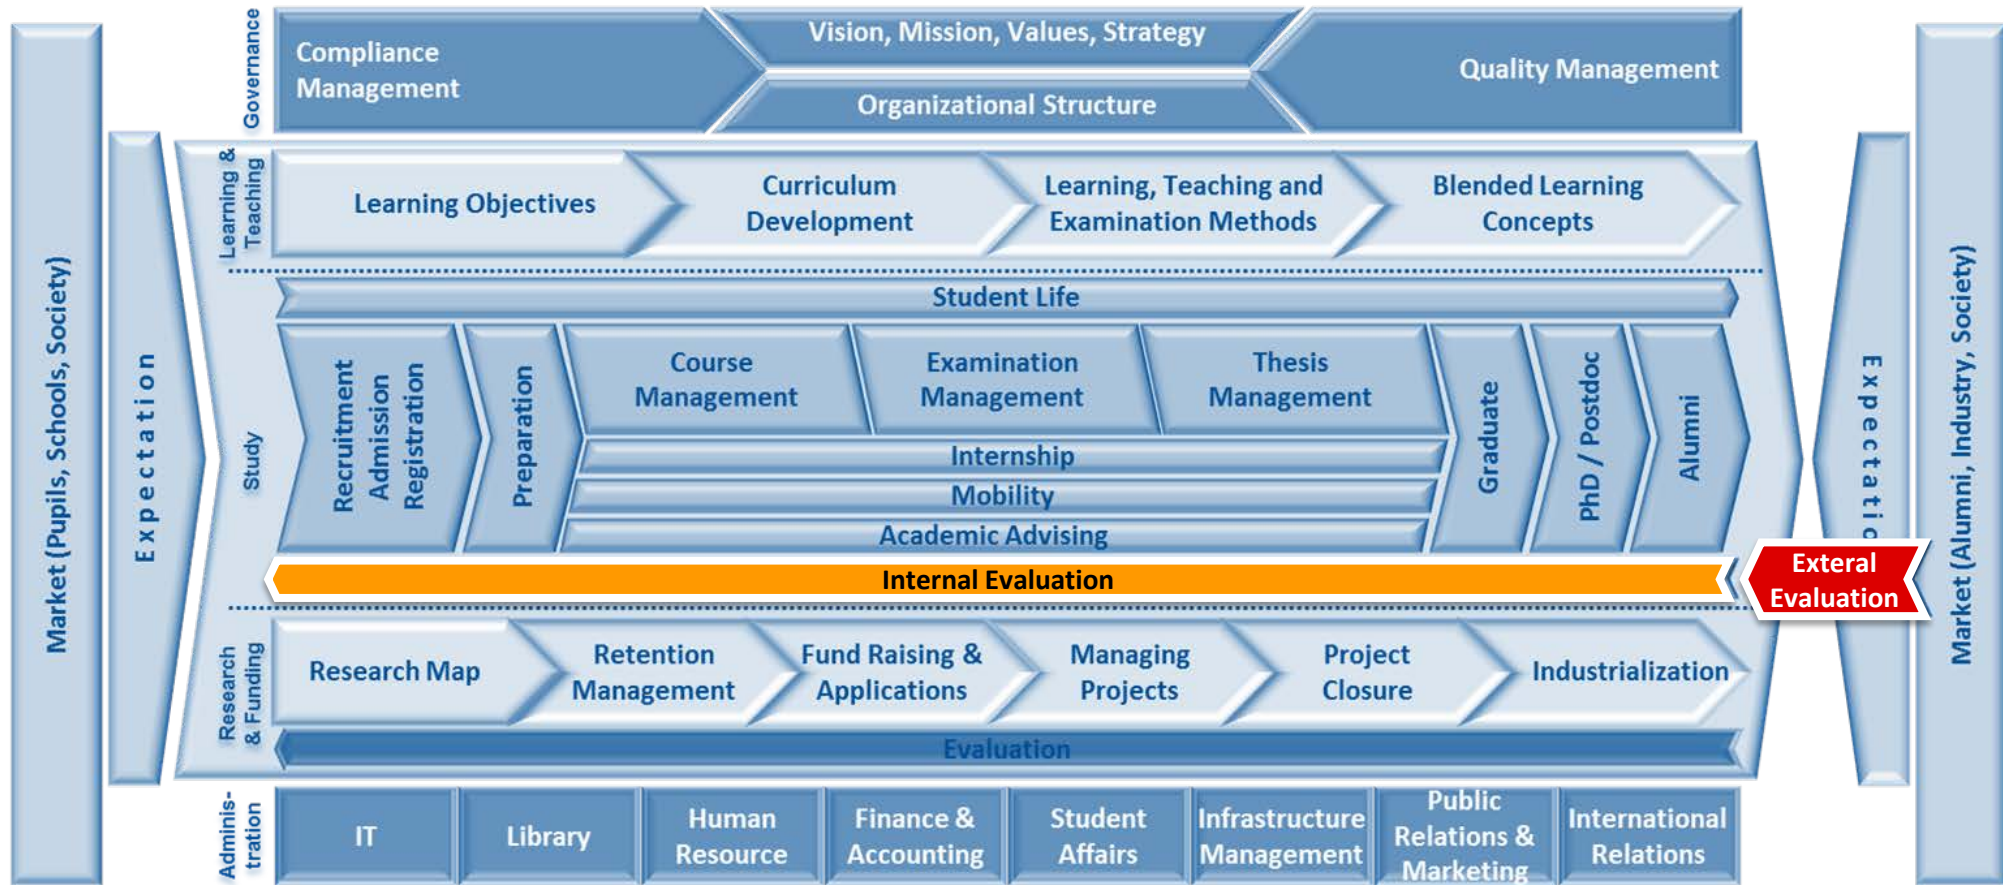 Market (Pupils, Schools, Society)
Expectation
Governance
Compliance
Management
Vision, Mission, Values, Strategy
Organizational Structure
Quality Management
Learning &
Teaching
Learning Objectives
Curriculum
Development
Learning, Teaching and
Examination Methods
Blended Learning
Concepts
Study
Student Life
Recruitment
Admission
Registration
Preparation
Course
Management
Examination
Management
Thesis
Management
Internship
Mobility
Academic Advising
Graduate
PhD / Postdoc
Alumni
Internal Evaluation
Exteral
Evaluation
Research
& Funding
Research Map
Retention
Management
Fund Raising &
Applications
Managing
Projects
Project
Closure
Industrialization
Evaluation
Adminis-
tration
IT
Library
Human
Resource
Finance &
Accounting
Student
Affairs
Infrastructure
Management
Public
Relations &
Marketing
International
Relations
Expectatio
Market (Alumni, Industry, Society)